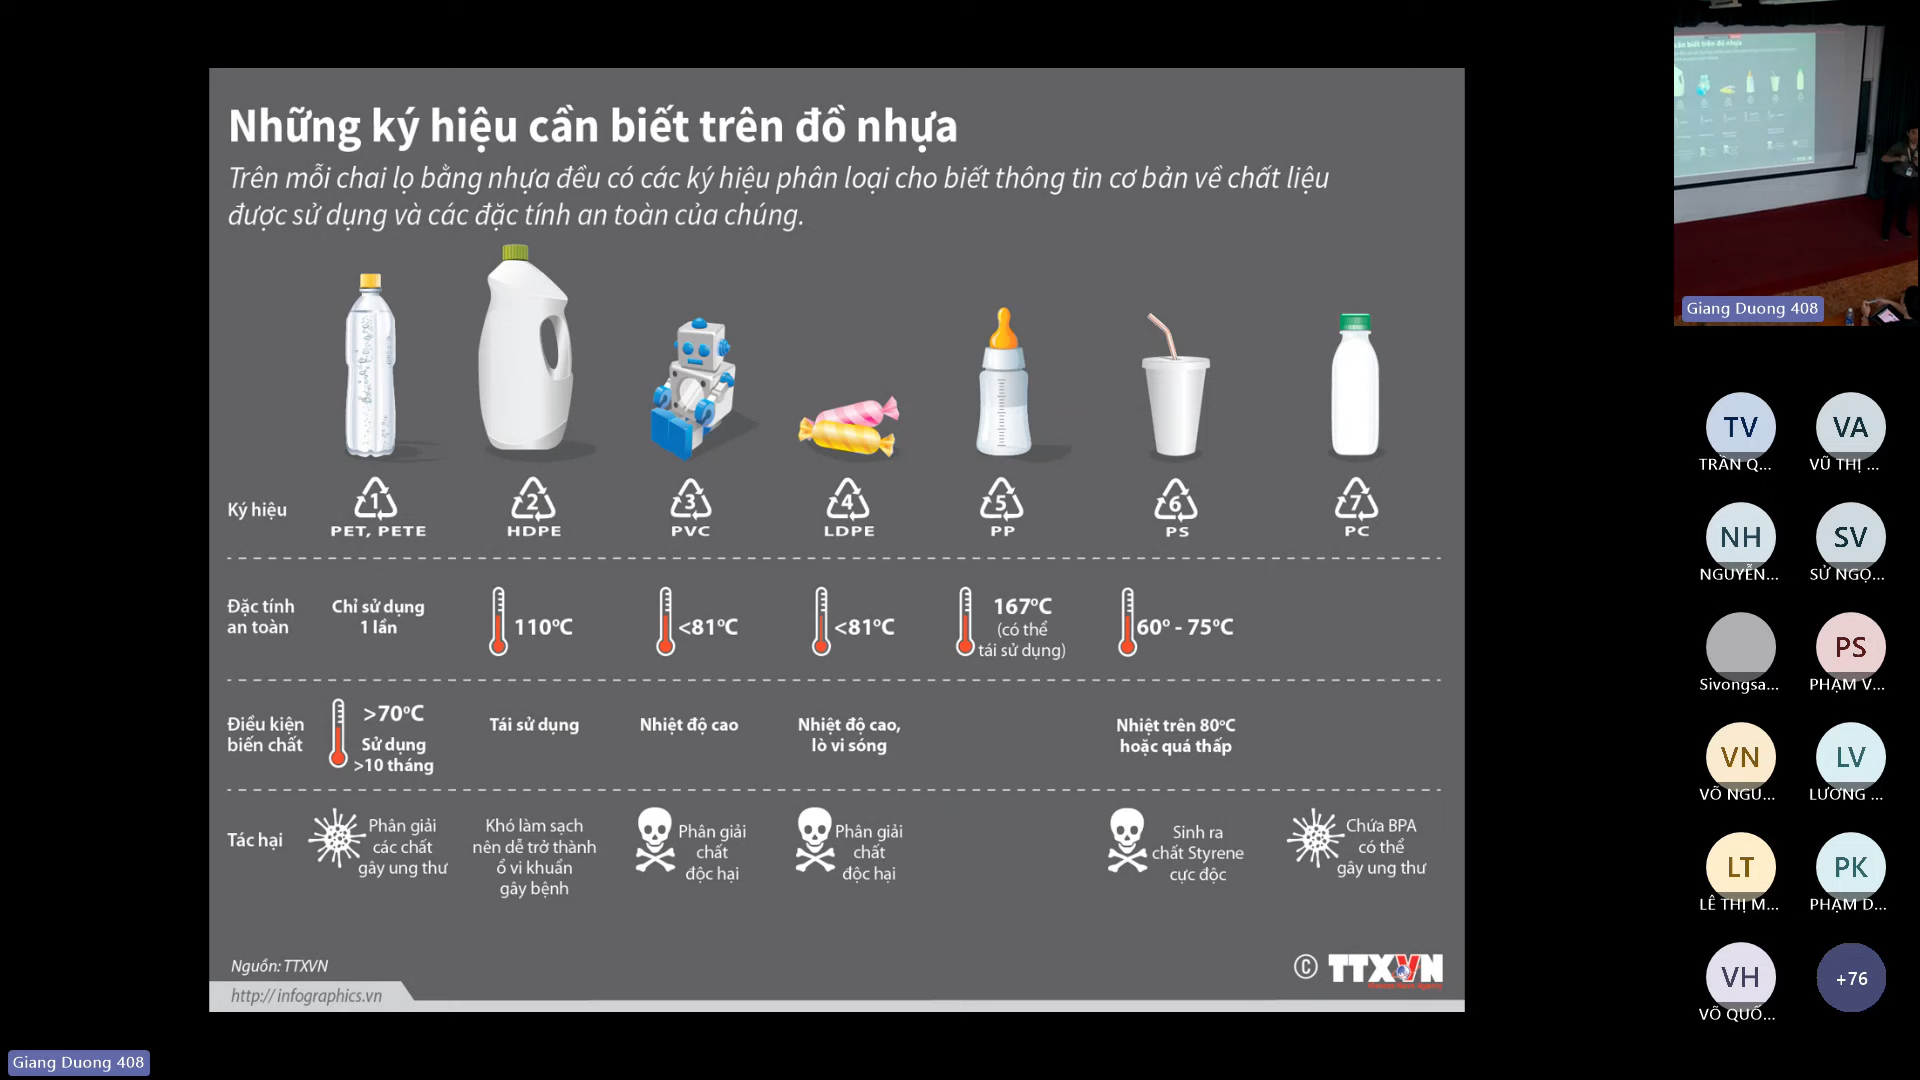 Những ký hiệu cần biết trên đồ nhựa
Trên mỗi chai lọ bằng nhựa đều có các ký hiệu phân loại cho biết thông tin cơ bản về chất liệu
được sử dụng và các đặc tính an toàn của chúng.
Ký hiệu
1
PET, PETE
2
HDPE
3
PVC
4
LDPE
5
PP
6
PS
7
PC
Đặc tính
an toàn
Chỉ sử dụng
1 lần
110ºC
<81ºC
<81ºC
167ºC
(có thể
tái sử dụng)
60º - 75ºC
Điều kiện
biến chất
>70ºC
Sử dụng
>10 tháng
Tái sử dụng
Nhiệt độ cao
Nhiệt độ cao,
lò vi sóng
Nhiệt trên 80ºC
hoặc quá thấp
Tác hại
Phân giải
các chất
gây ung thư
Khó làm sạch
nên dễ trở thành
ổ vi khuẩn
gây bệnh
Phân giải
chất
độc hại
Phân giải
chất
độc hại
Sinh ra
chất Styrene
cực độc
Chứa BPA
có thể
gây ung thư
Nguồn: TTXVN
http://infographics.vn
© TTXVN
Giang Duong 408
Giang Duong 408
TV
TRẦN Q...
VA
VŨ THỊ ...
NH
NGUYỄN...
SV
SỬ NGỌ...
Sivongsa...
PS
PHẠM V...
VN
VÕ NGU...
LV
LƯƠNG ...
LT
LÊ THỊ M...
PK
PHẠM D...
VH
VÕ QUỐ...
+76